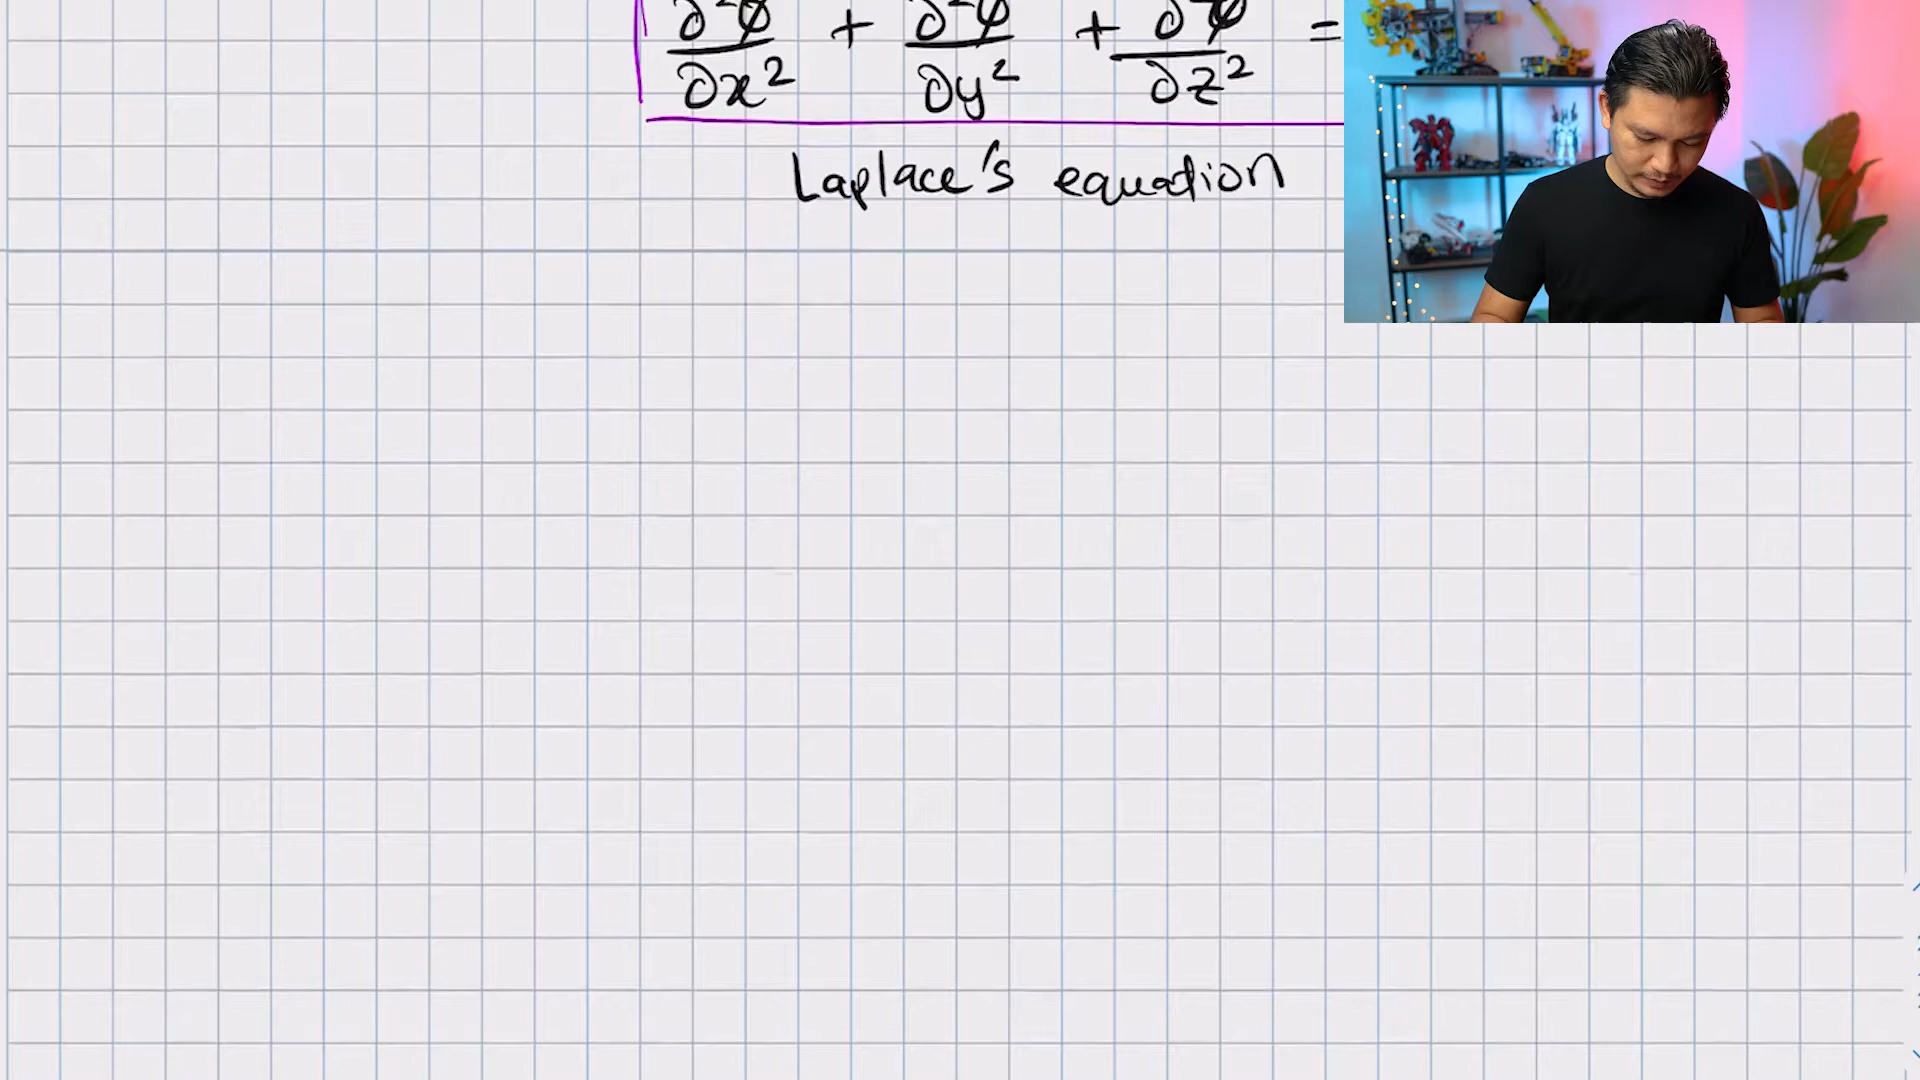 ∂²φ/∂x² + ∂²φ/∂y² + ∂²φ/∂z² =
Laplace's equation